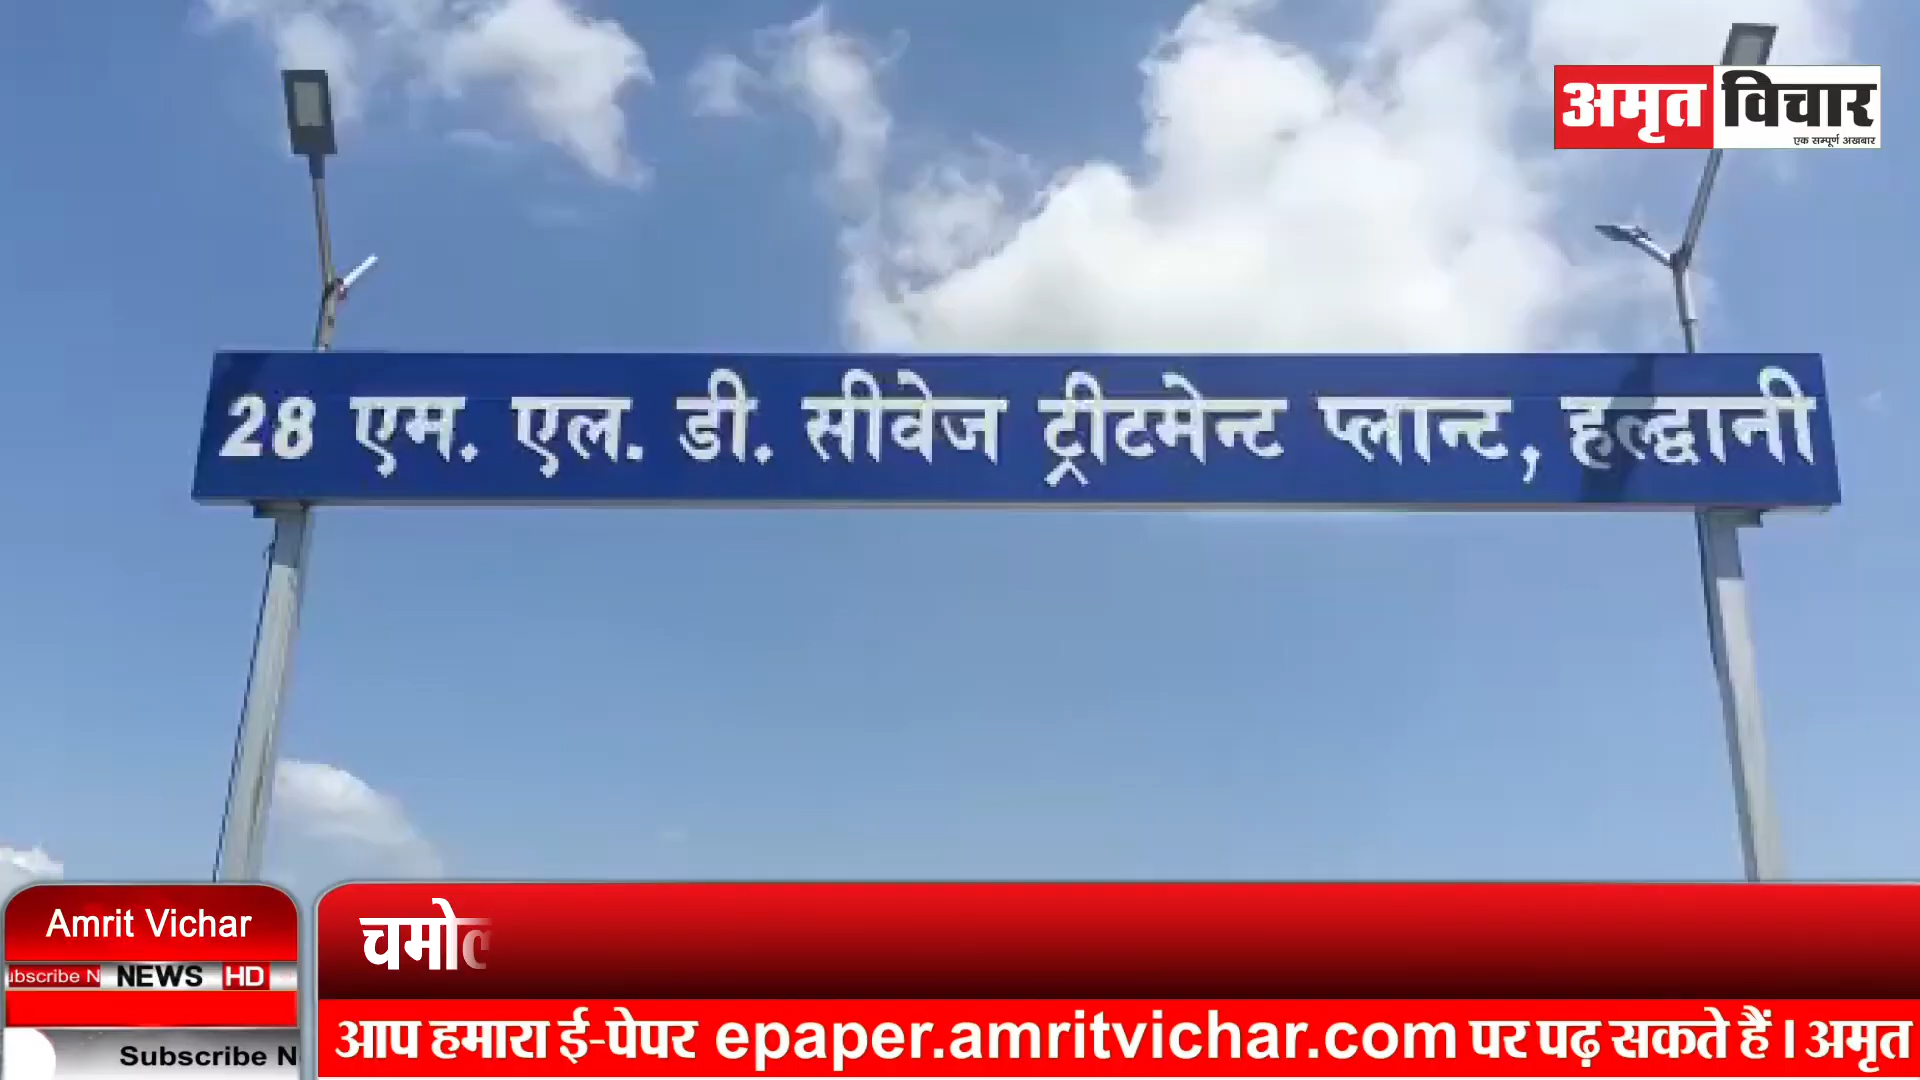 अमृत विचार
एक सम्पूर्ण अखबार
28 एम. एल. डी. सीवेज ट्रीटमेन्ट प्लान्ट, हल्द्वानी
Amrit Vichar
NEWS HD
Subscribe
आप हमारा ई-पेपर epaper.amritvichar.com पर पढ़ सकते हैं । अमृत